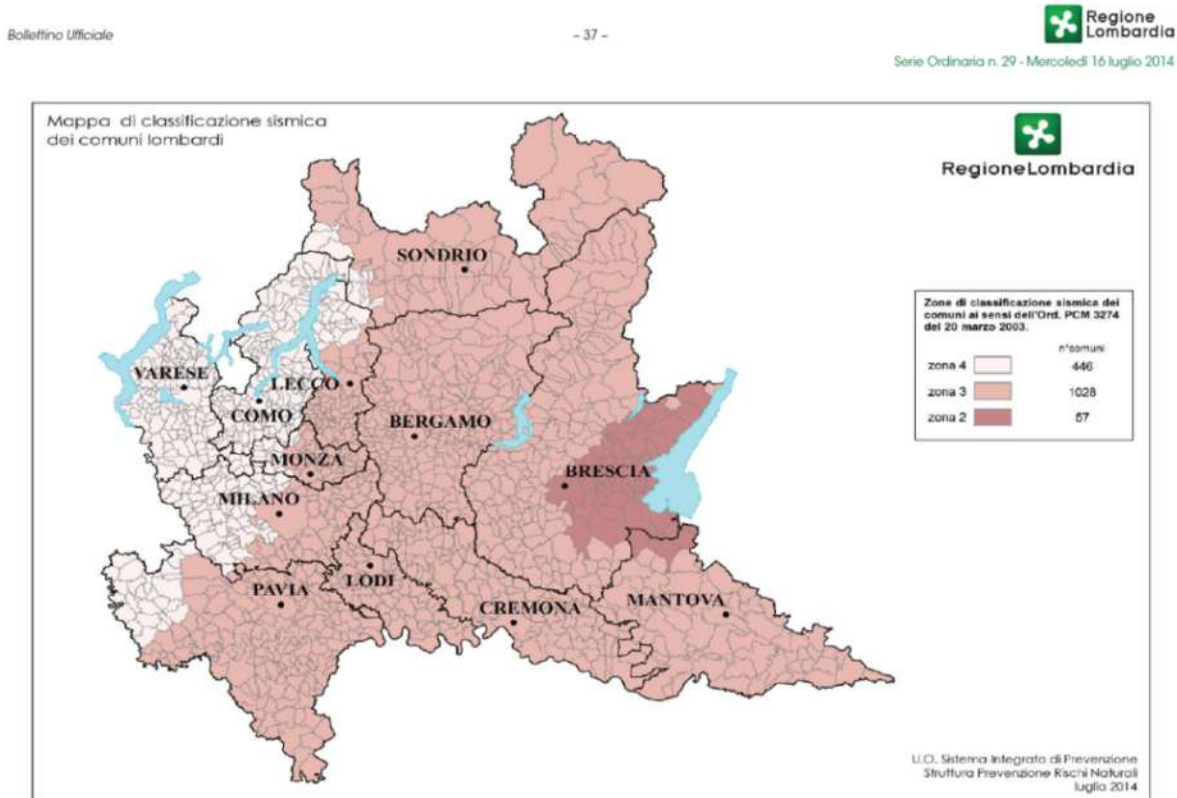 Bollettino Ufficiale
– 37 –
Regione
Lombardia
Serie Ordinaria n. 29 - Mercoledì 16 luglio 2014
Mappa di classificazione sismica
dei comuni lombardi
RegioneLombardia
SONDRIO
Zone di classificazione sismica dei
comuni ai sensi dell'Ord. PCM 3274
del 20 marzo 2003.
n°comuni
zona 4 446
zona 3 1028
zona 2 57
VARESE
LECCO
COMO
BERGAMO
MONZA
BRESCIA
MILANO
LODI
PAVIA
CREMONA
MANTOVA
U.O. Sistema Integrato di Prevenzione
Struttura Prevenzione Rischi Naturali
luglio 2014